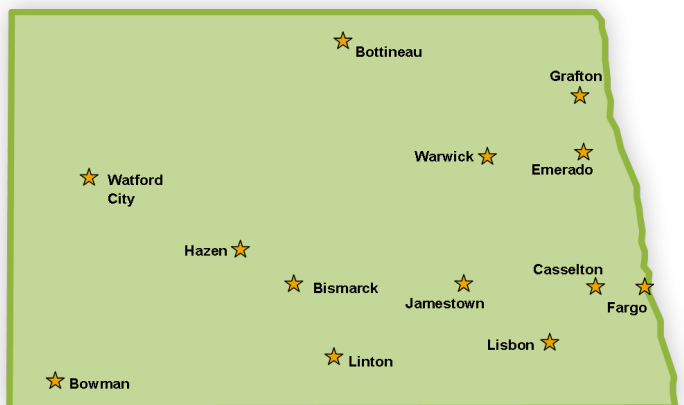 Bottineau
Grafton
Warwick
Emerado
Watford
City
Hazen
Casselton
Bismarck
Jamestown
Fargo
Lisbon
Linton
Bowman